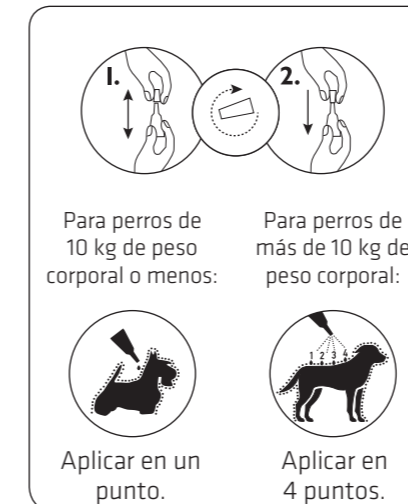 1.
2.
Para perros de
10 kg de peso
corporal o menos:
Para perros de
más de 10 kg de
peso corporal:
1 2 3 4
Aplicar en un
punto.
Aplicar en
4 puntos.